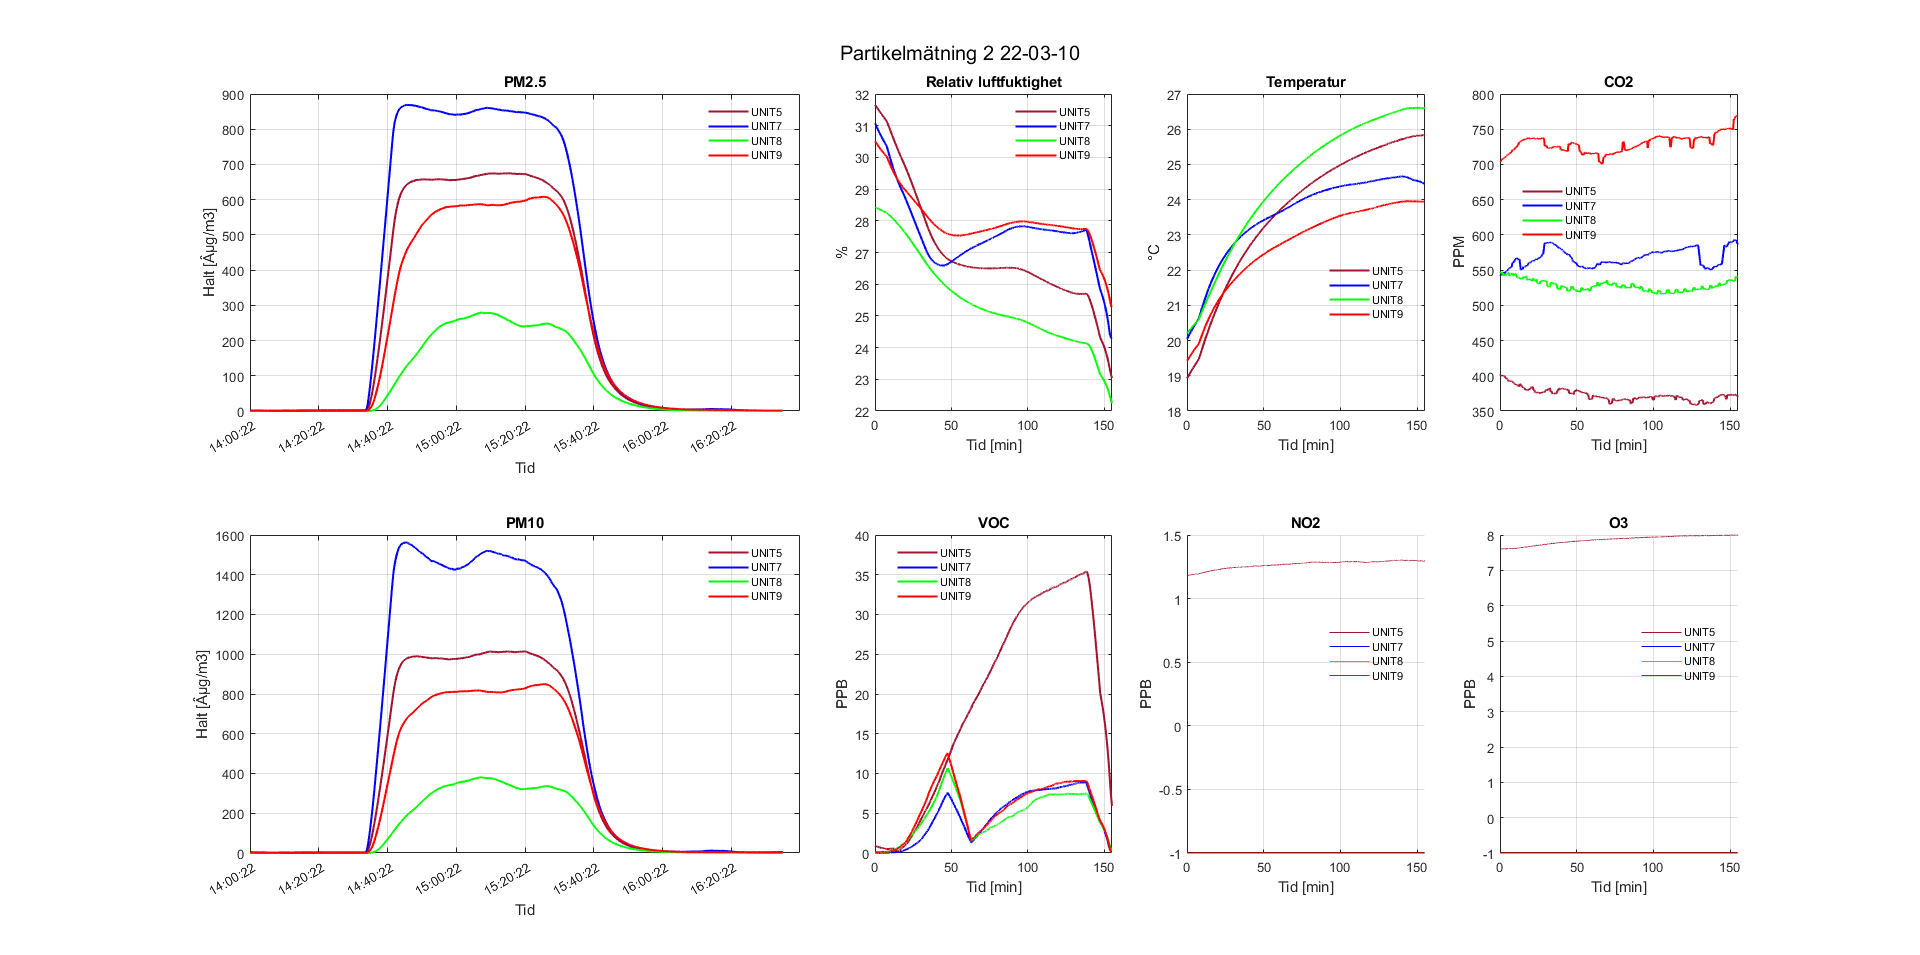 Partikelmätning 2 22-03-10
PM2.5
900
800
700
600
500
400
300
200
100
0
Halt [Âµg/m3]
UNIT5
UNIT7
UNIT8
UNIT9
14:00:22
14:20:22
14:40:22
15:00:22
15:20:22
15:40:22
16:00:22
16:20:22
Tid
Relativ luftfuktighet
32
31
30
29
28
27
26
25
24
23
22
%
UNIT5
UNIT7
UNIT8
UNIT9
0
50
100
150
Tid [min]
Temperatur
27
26
25
24
23
22
21
20
19
18
°C
UNIT5
UNIT7
UNIT8
UNIT9
0
50
100
150
Tid [min]
CO2
800
750
700
650
600
550
500
450
400
350
PPM
UNIT5
UNIT7
UNIT8
UNIT9
0
50
100
150
Tid [min]
PM10
1600
1400
1200
1000
800
600
400
200
0
Halt [Âµg/m3]
UNIT5
UNIT7
UNIT8
UNIT9
14:00:22
14:20:22
14:40:22
15:00:22
15:20:22
15:40:22
16:00:22
16:20:22
Tid
VOC
40
35
30
25
20
15
10
5
0
PPB
UNIT5
UNIT7
UNIT8
UNIT9
0
50
100
150
Tid [min]
NO2
1.5
1
0.5
0
-0.5
-1
PPB
UNIT5
UNIT7
UNIT8
UNIT9
0
50
100
150
Tid [min]
O3
8
7
6
5
4
3
2
1
0
-1
PPB
UNIT5
UNIT7
UNIT8
UNIT9
0
50
100
150
Tid [min]